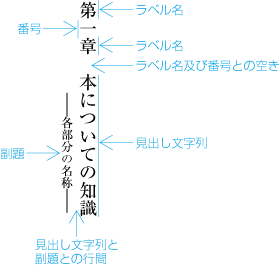 第一章　本についての知識
――各部分の名称――
ラベル名
番号
ラベル名
ラベル名及び番号との空き
見出し文字列
副題
見出し文字列と
副題との行間